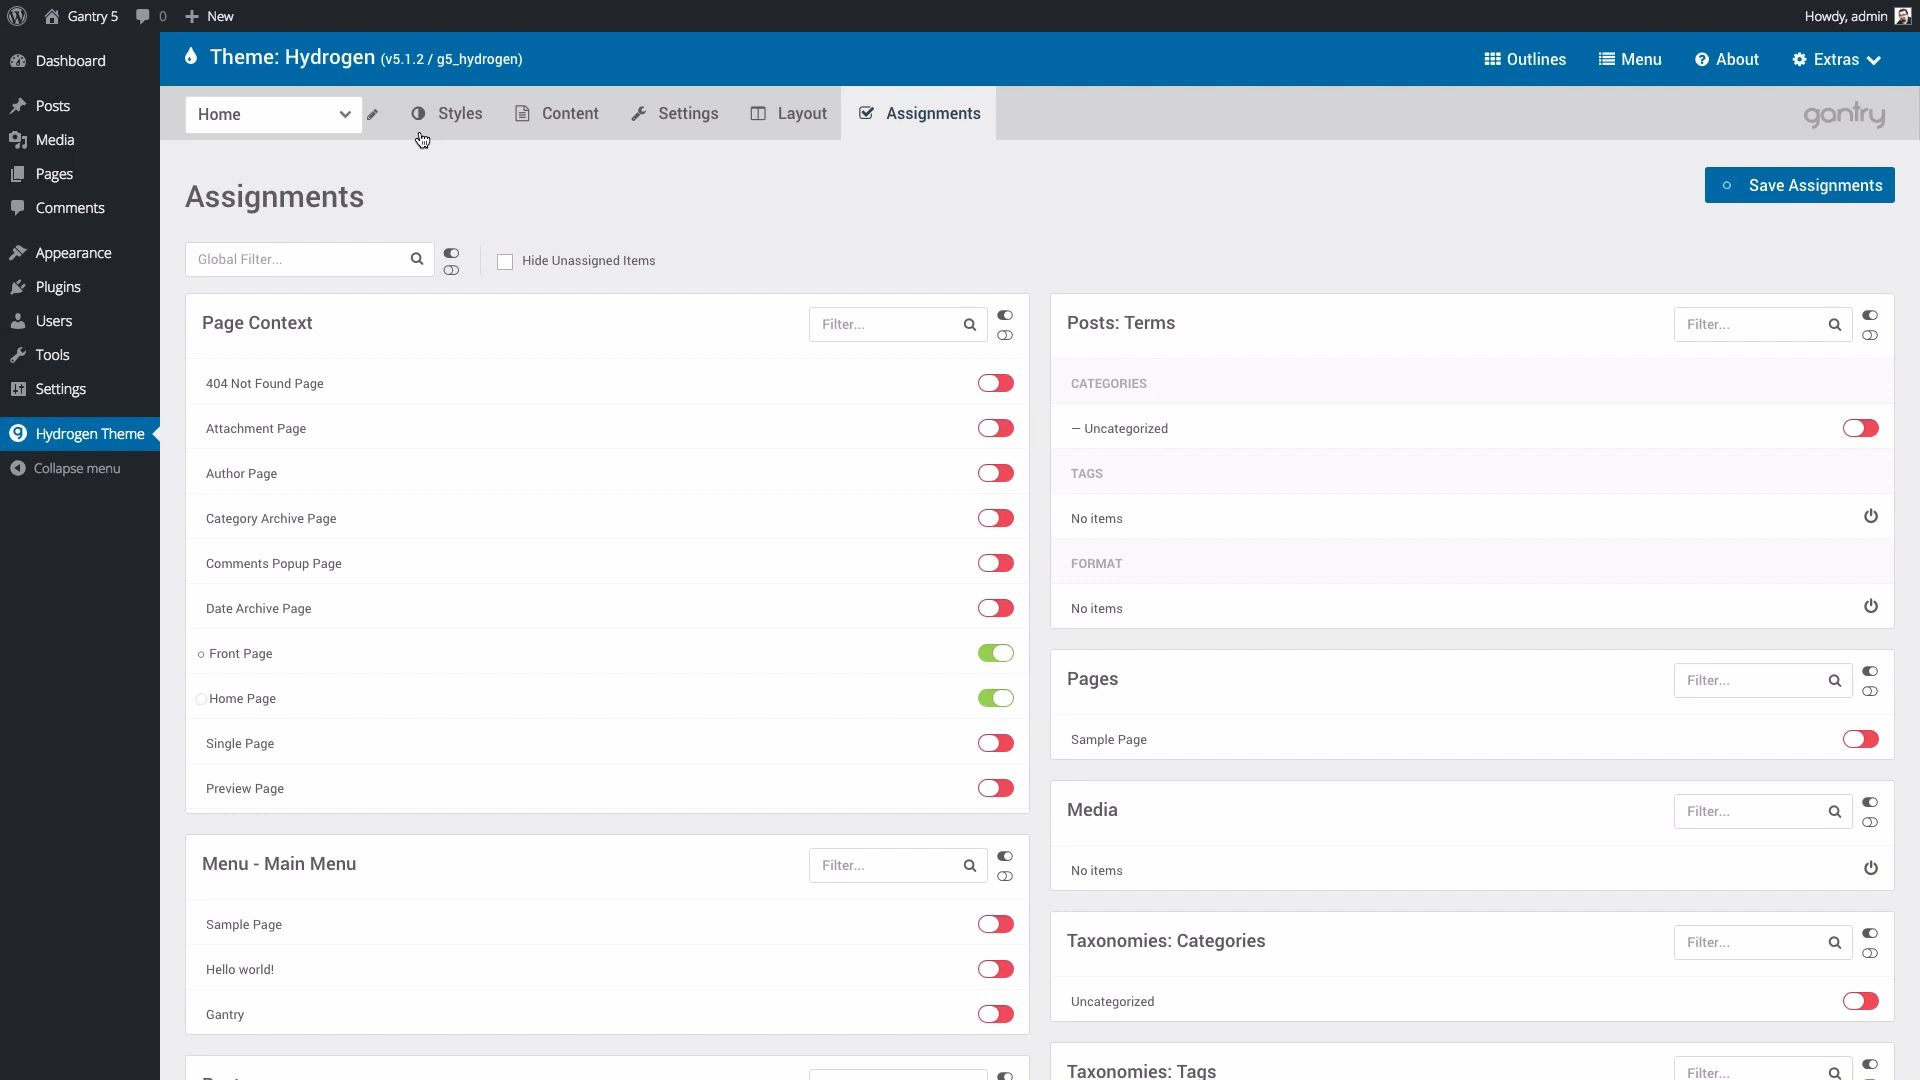 Gantry 5
0
New
Howdy, admin
Dashboard
Posts
Media
Pages
Comments
Appearance
Plugins
Users
Tools
Settings
Hydrogen Theme
Collapse menu
Theme: Hydrogen (v5.1.2 / g5_hydrogen)
Outlines
Menu
About
Extras
Home
Styles
Content
Settings
Layout
Assignments
gantry
Assignments
Save Assignments
Global Filter...
Hide Unassigned Items
Page Context
Filter...
404 Not Found Page
Attachment Page
Author Page
Category Archive Page
Comments Popup Page
Date Archive Page
Front Page
Home Page
Single Page
Preview Page
Menu - Main Menu
Filter...
Sample Page
Hello world!
Gantry
Posts: Terms
Filter...
CATEGORIES
– Uncategorized
TAGS
No items
FORMAT
No items
Pages
Filter...
Sample Page
Media
Filter...
No items
Taxonomies: Categories
Filter...
Uncategorized
Taxonomies: Tags
Filter...